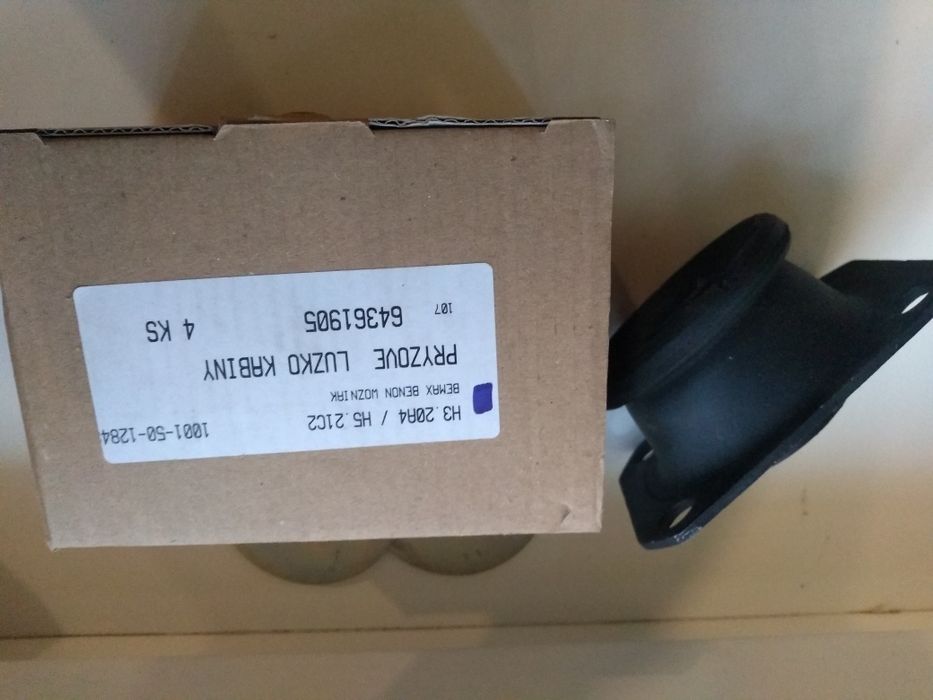 H3.20A4 / H5.21C2 1001-50-1284
BEMAX BENON WOZNIAK
PRYZOVE LUZKO KABINY
107 64361905 4 KS